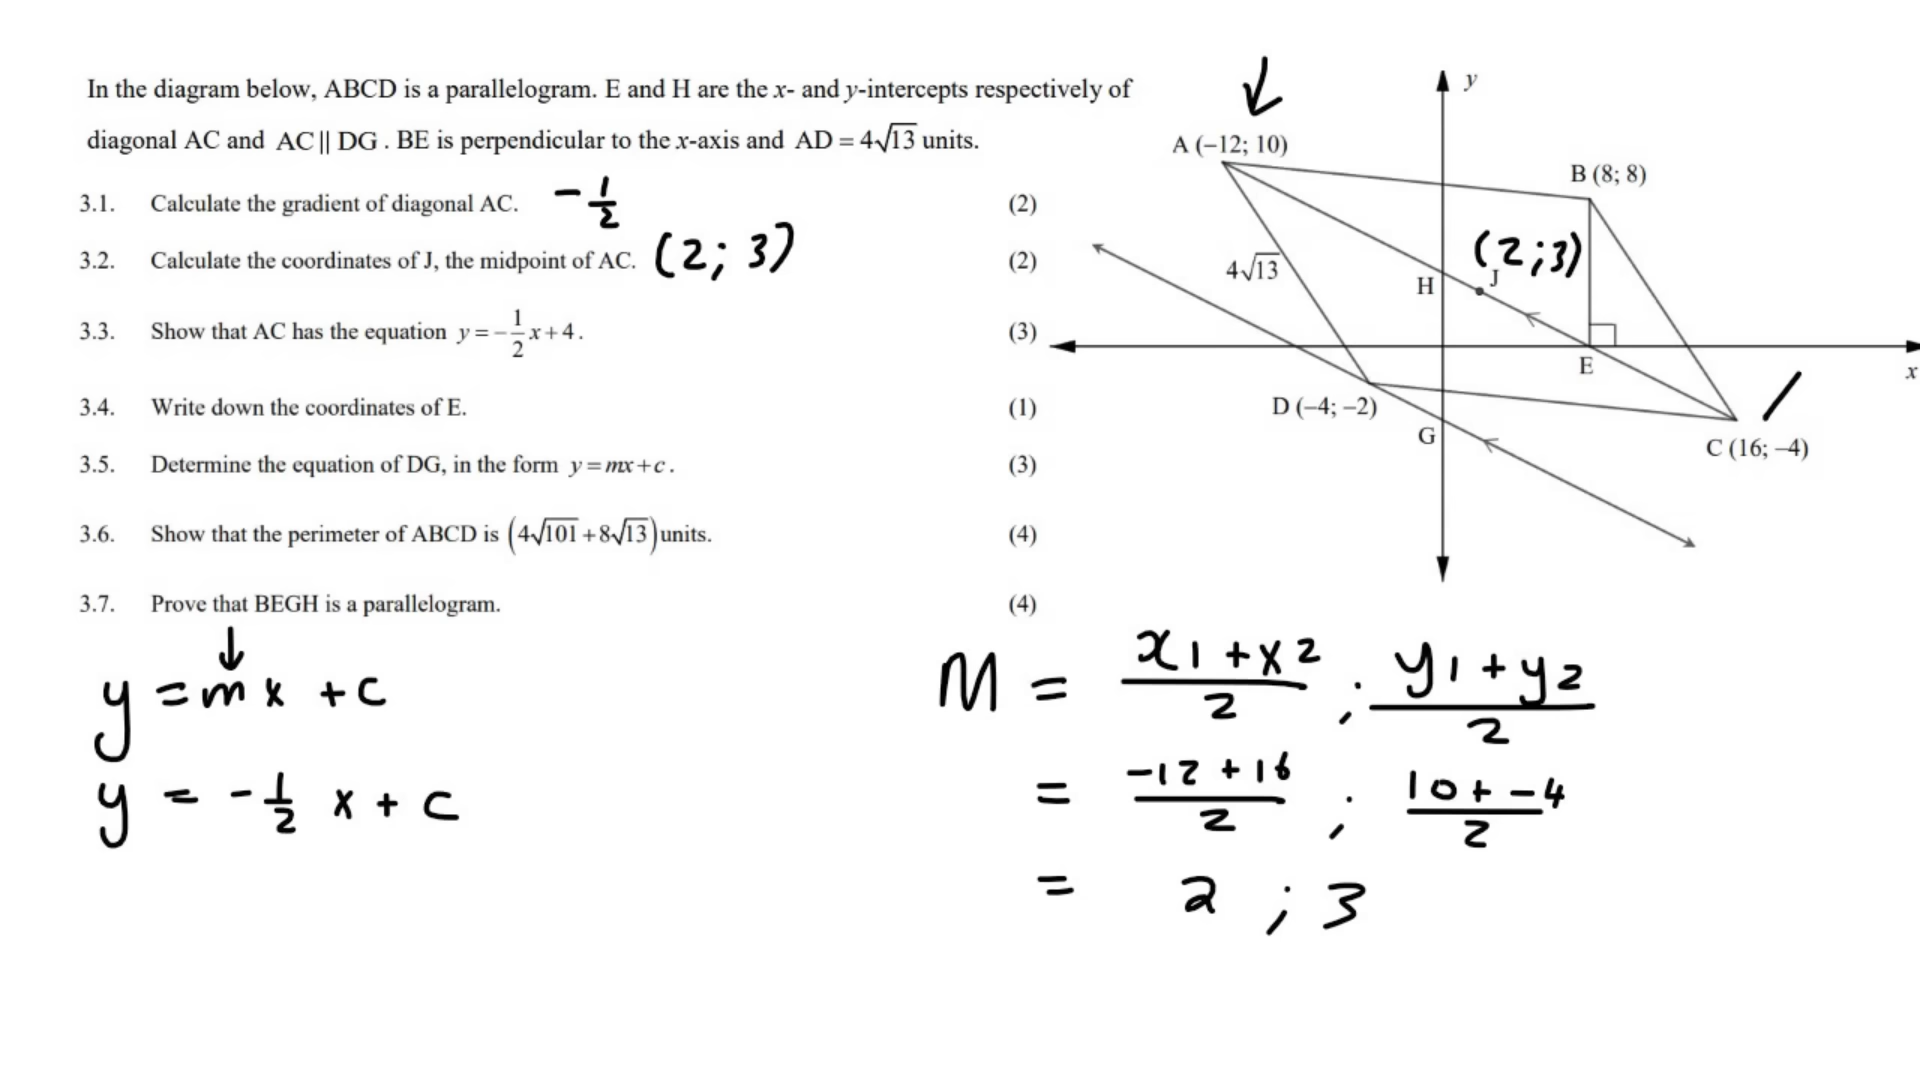 In the diagram below, ABCD is a parallelogram. E and H are the x- and y-intercepts respectively of
diagonal AC and AC || DG . BE is perpendicular to the x-axis and AD = 4√13 units.
3.1. Calculate the gradient of diagonal AC. -1/2 (2)
3.2. Calculate the coordinates of J, the midpoint of AC. (2; 3) (2)
3.3. Show that AC has the equation y = -1/2 x + 4 . (3)
3.4. Write down the coordinates of E. (1)
3.5. Determine the equation of DG, in the form y = mx + c . (3)
3.6. Show that the perimeter of ABCD is (4√101 + 8√13) units. (4)
3.7. Prove that BEGH is a parallelogram. (4)
y
A (–12; 10)
B (8; 8)
(2;3)
4√13
H
J
E
x
D (–4; –2)
G
C (16; –4)
y = mx + c
y = -1/2 x + c
M = x1 + x2 / 2 ; y1 + y2 / 2
= -12 + 16 / 2 ; 10 + -4 / 2
= 2 ; 3